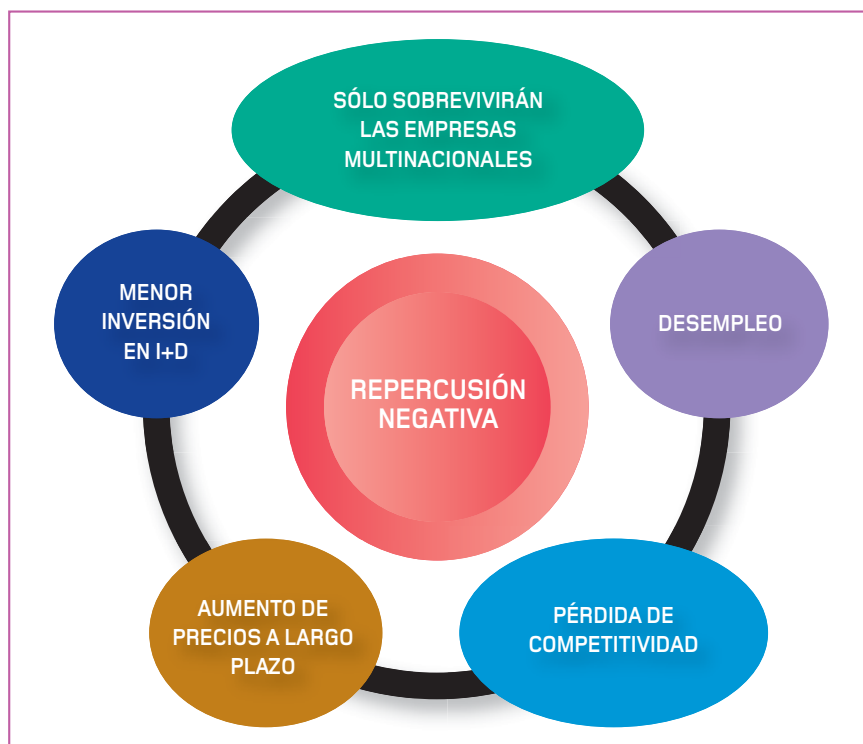 SÓLO SOBREVIVIRÁN
LAS EMPRESAS
MULTINACIONALES
MENOR
INVERSIÓN
EN I+D
DESEMPLEO
REPERCUSIÓN
NEGATIVA
AUMENTO DE
PRECIOS A LARGO
PLAZO
PÉRDIDA DE
COMPETITIVIDAD